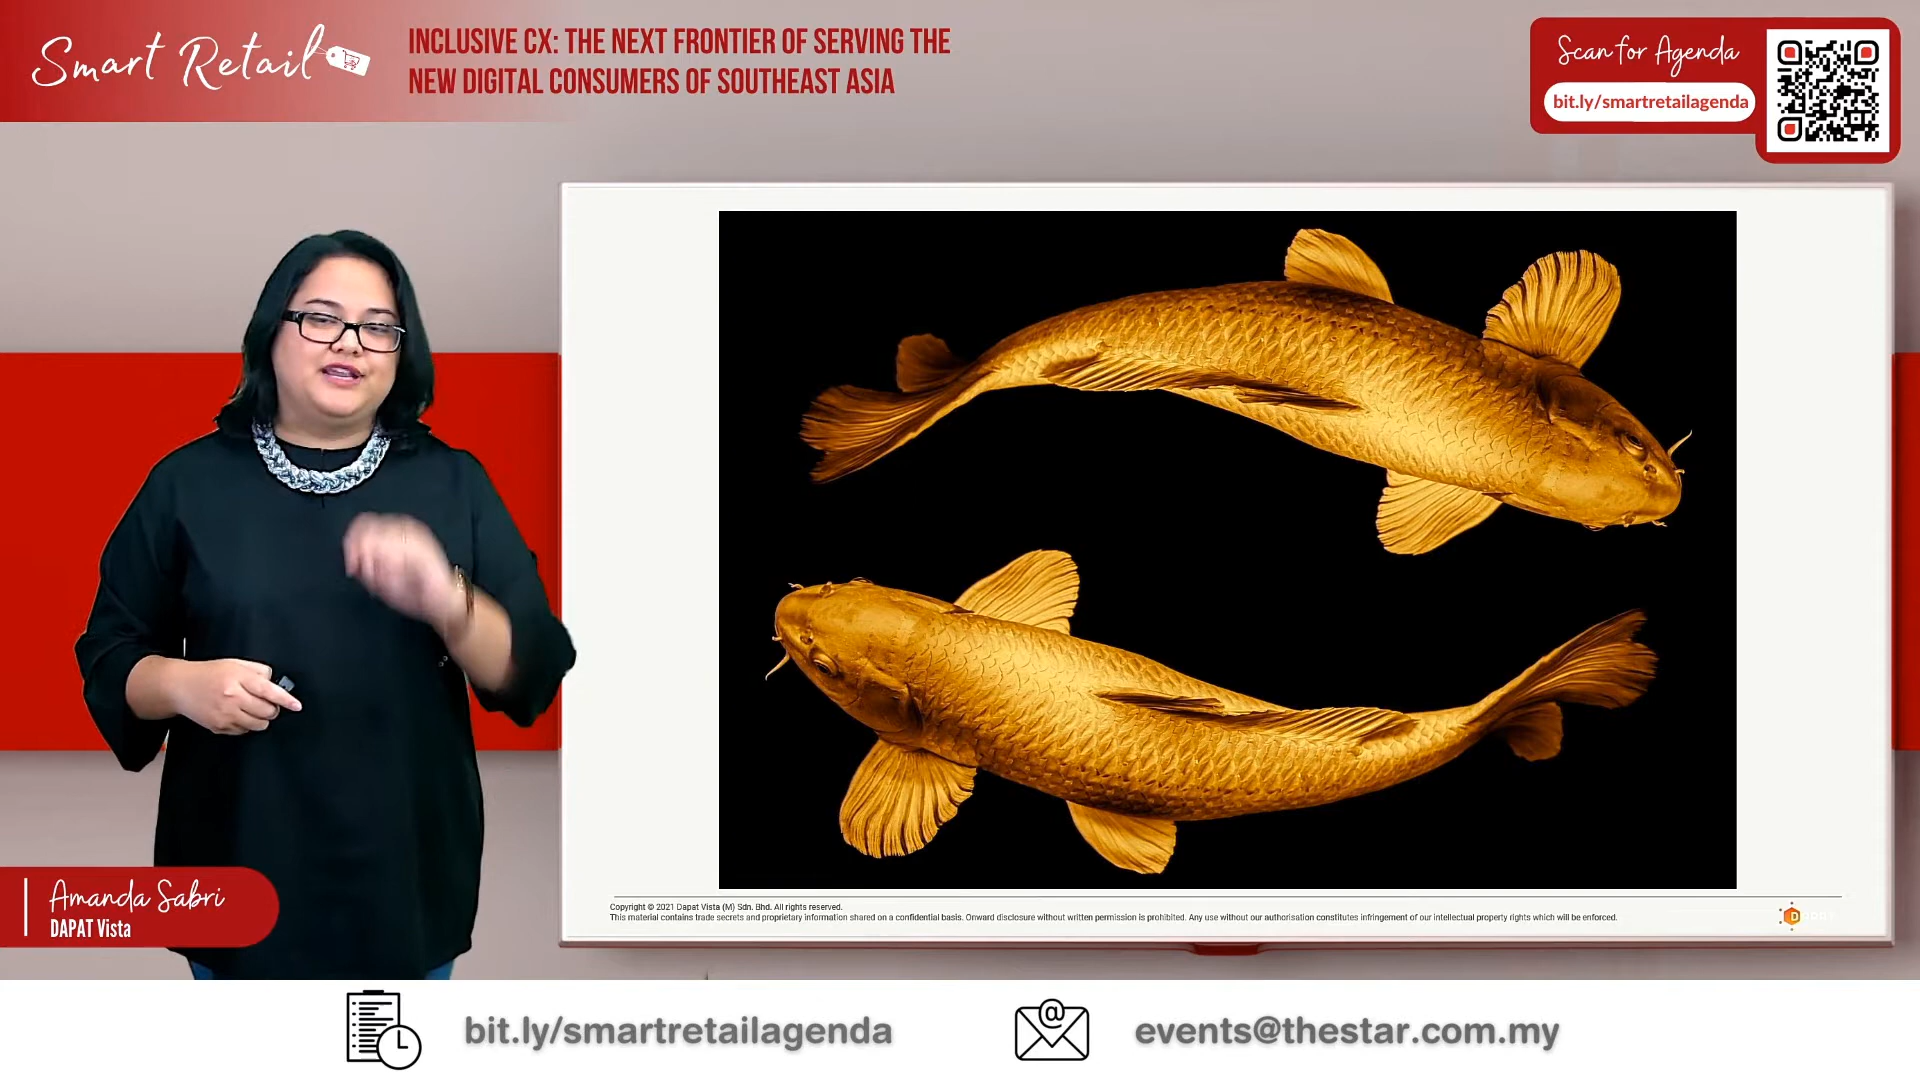 Smart Retail
INCLUSIVE CX: THE NEXT FRONTIER OF SERVING THE
NEW DIGITAL CONSUMERS OF SOUTHEAST ASIA
Scan for Agenda
bit.ly/smartretailagenda
Copyright © 2021 Dapat Vista (M) Sdn. Bhd. All rights reserved.
This material contains trade secrets and proprietary information shared on a confidential basis. Onward disclosure without written permission is prohibited. Any use without our authorisation constitutes infringement of our intellectual property rights which will be enforced.
Amanda Sabri
DAPAT Vista
bit.ly/smartretailagenda
events@thestar.com.my